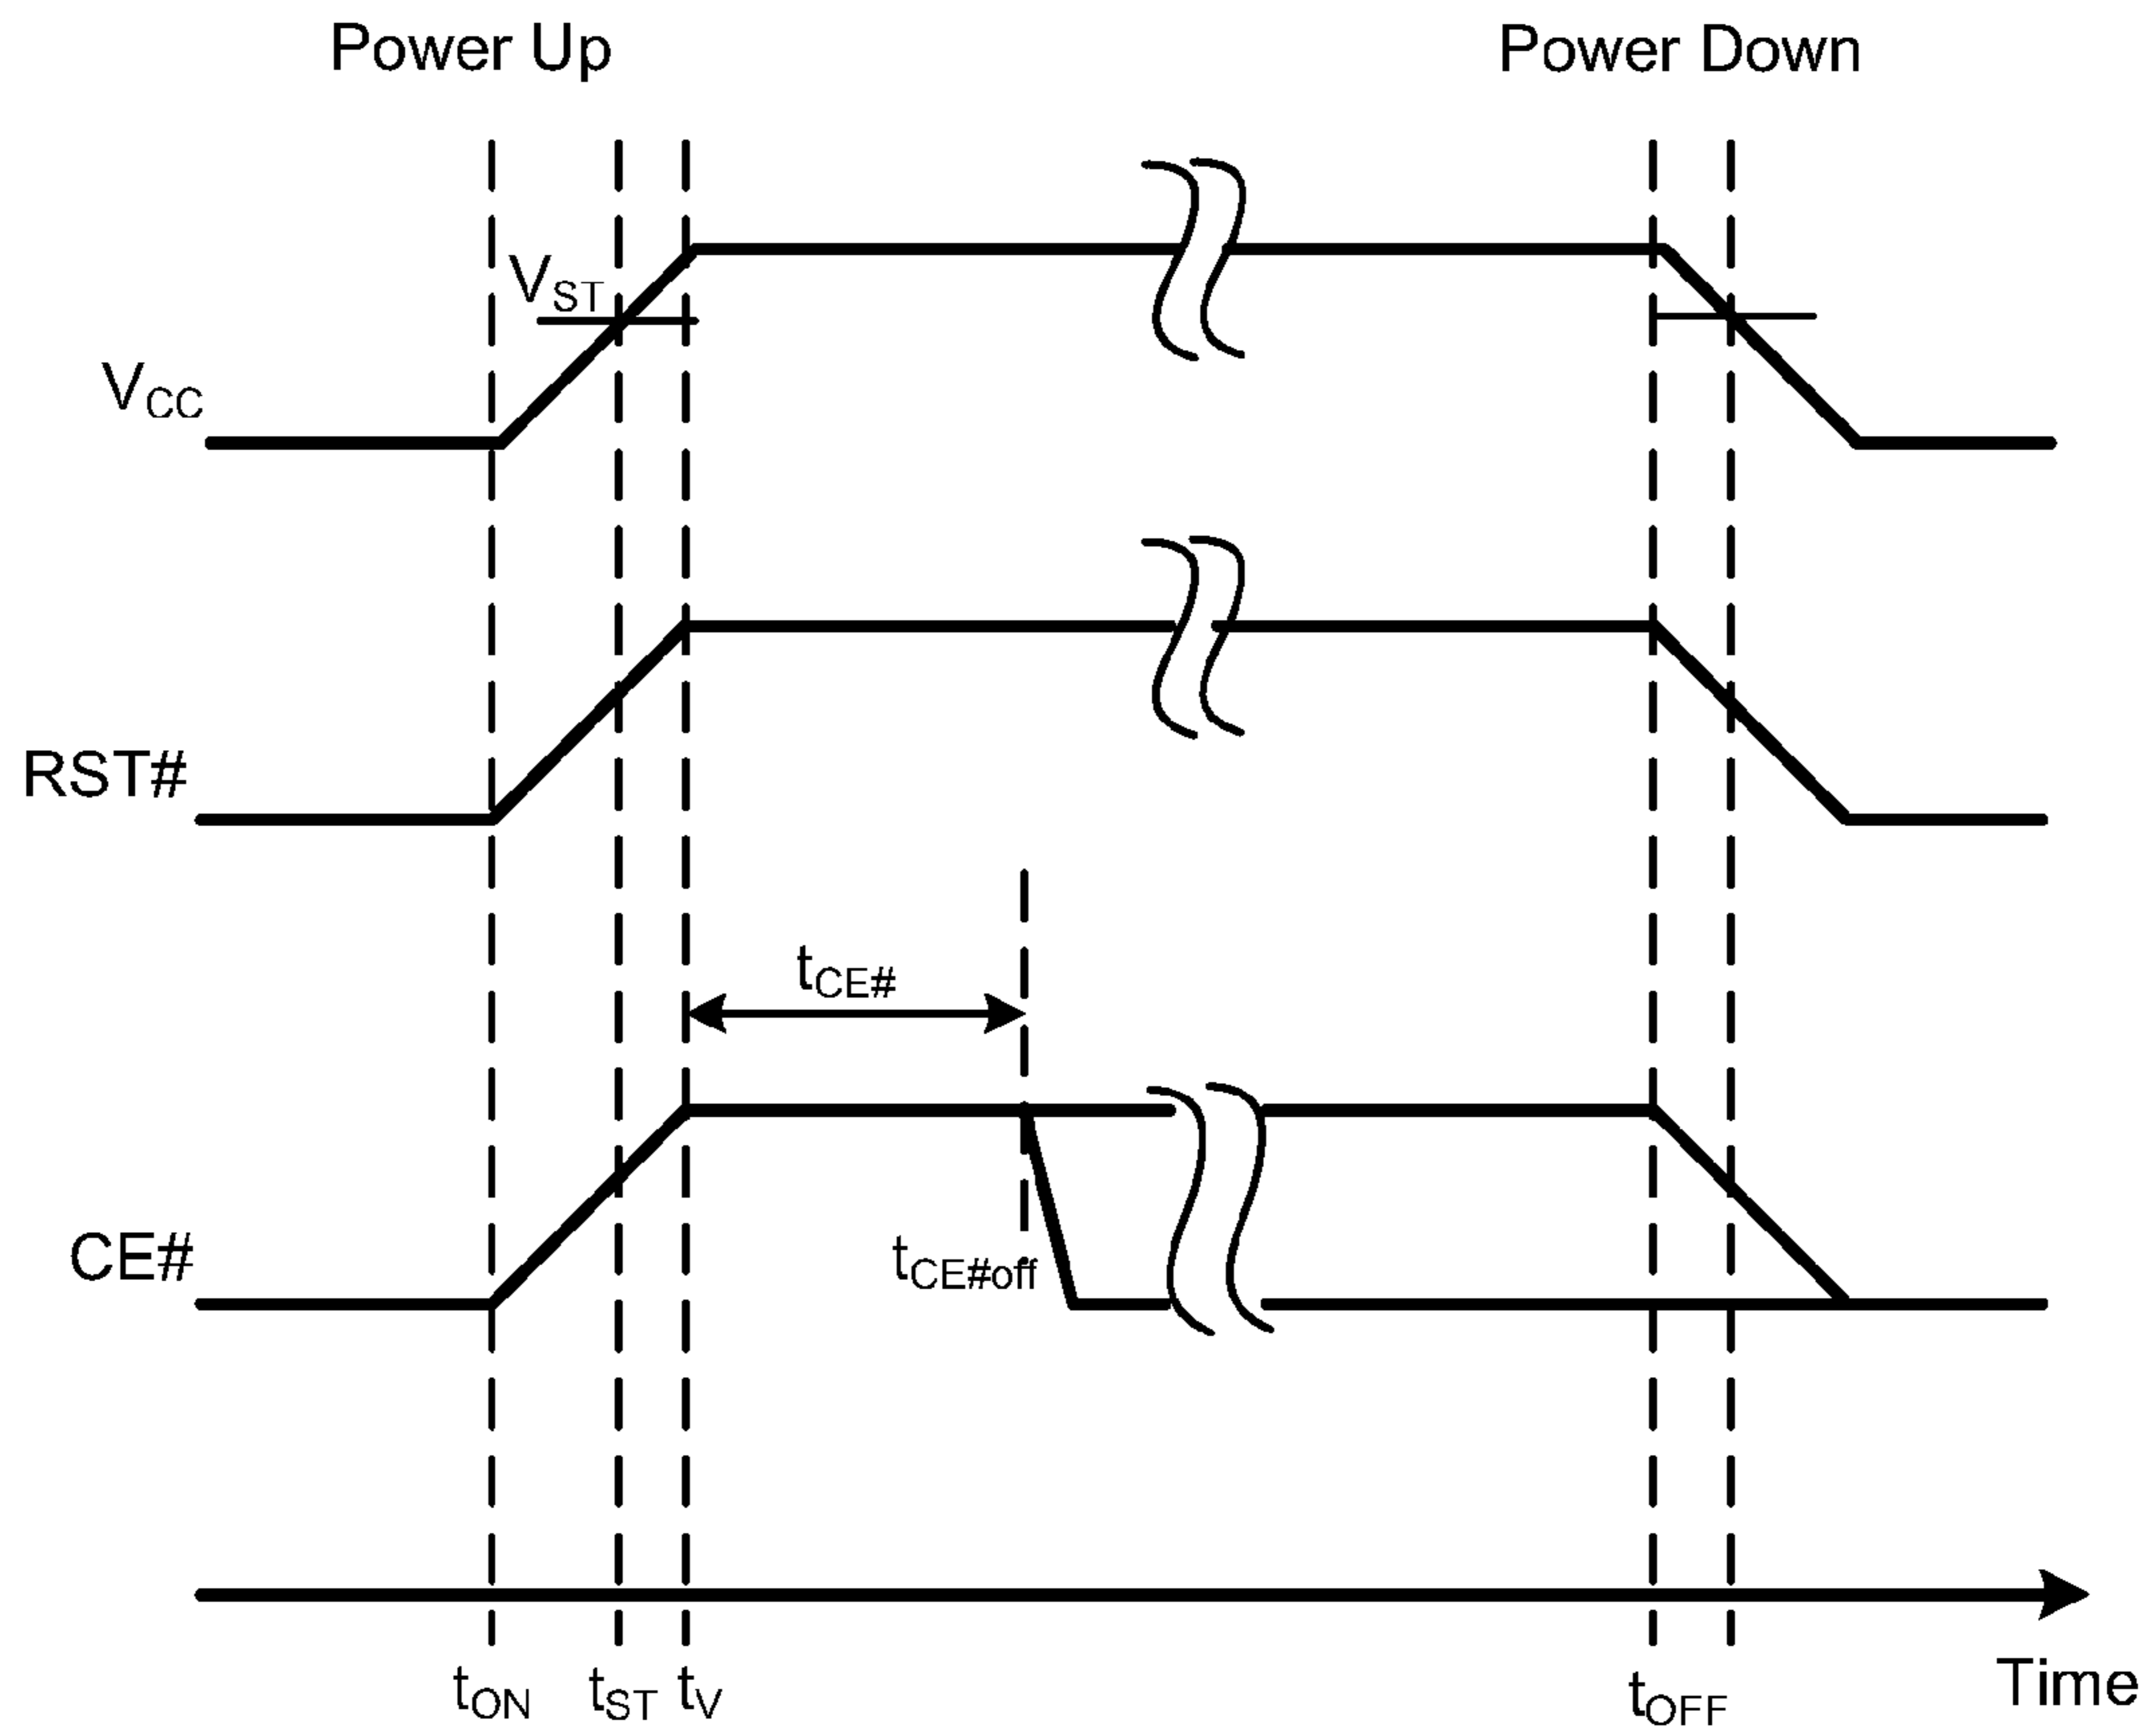 Power Up
Power Down
VST
VCC
RST#
tCE#
CE#
tCE#off
tON
tST
tV
tOFF
Time